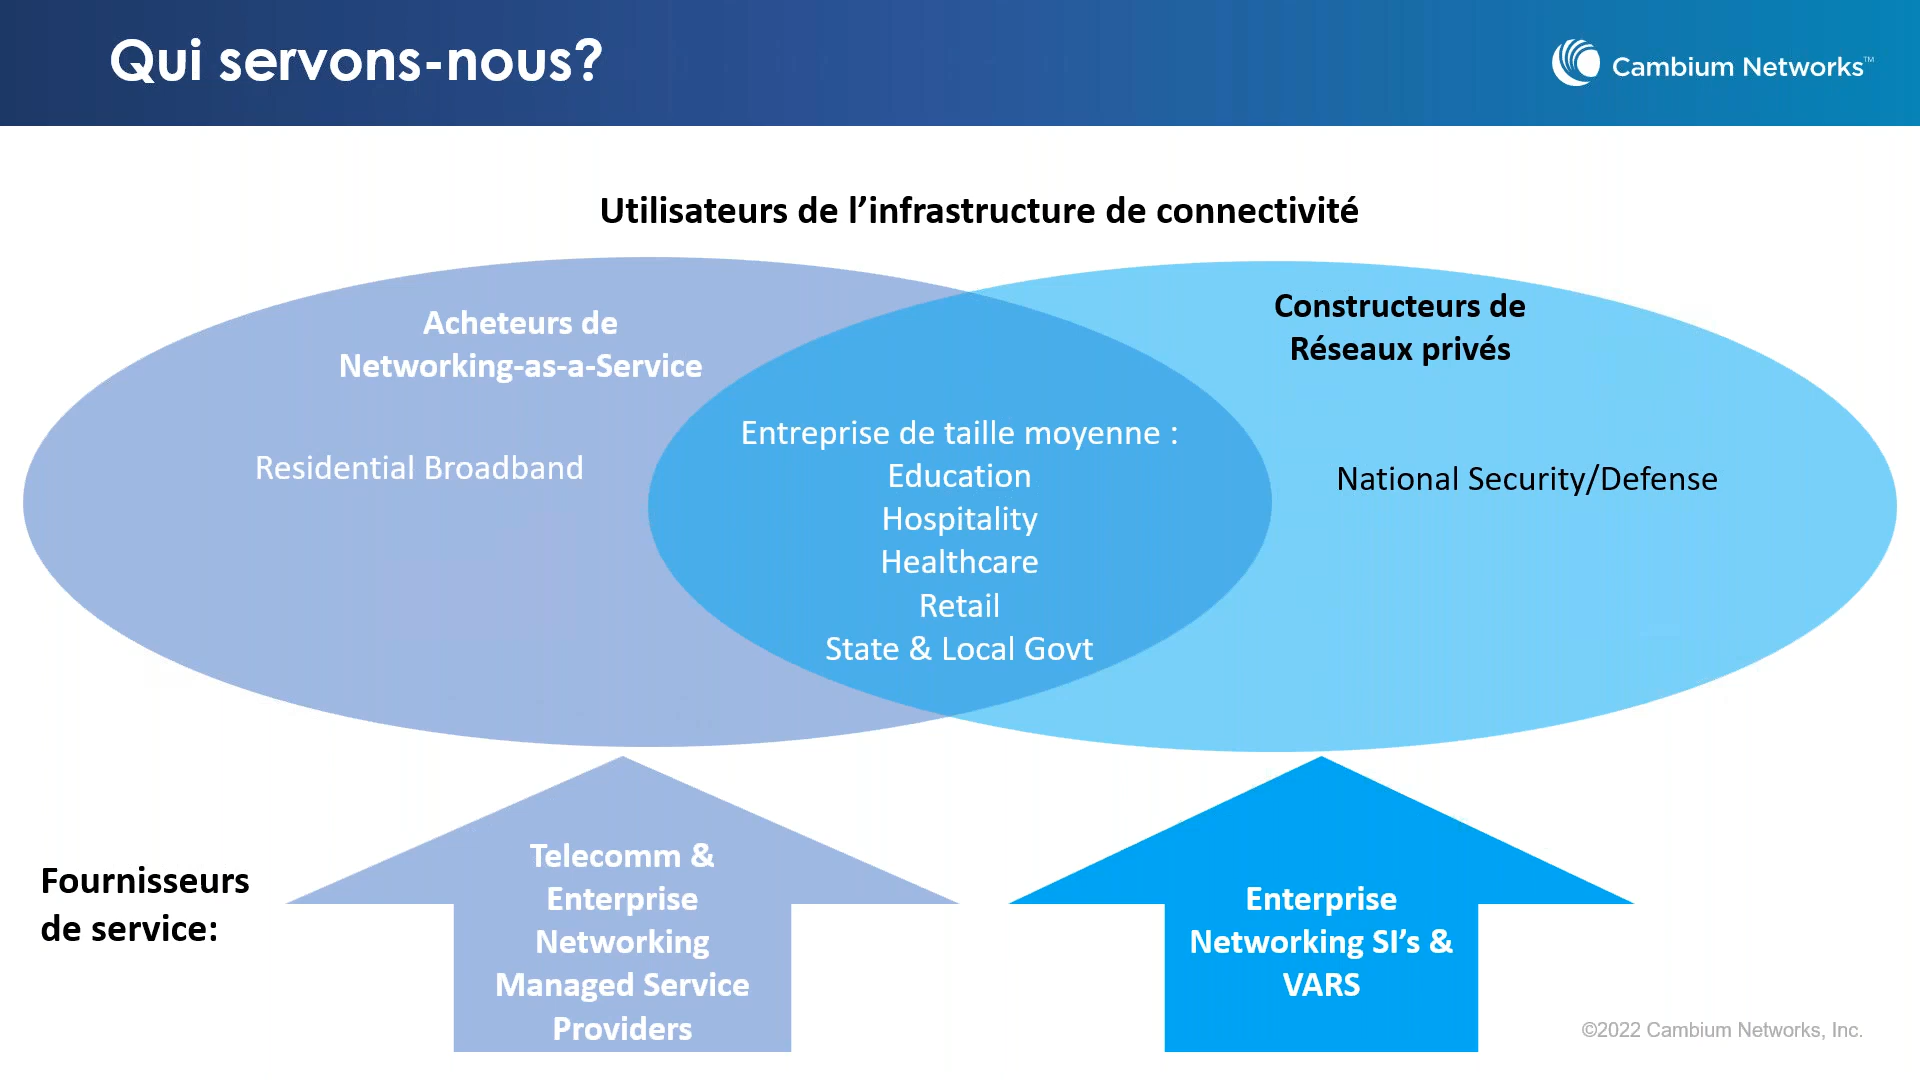 Qui servons-nous?
Cambium Networks™
Utilisateurs de l’infrastructure de connectivité
Acheteurs de
Networking-as-a-Service
Residential Broadband
Entreprise de taille moyenne :
Education
Hospitality
Healthcare
Retail
State & Local Govt
Constructeurs de
Réseaux privés
National Security/Defense
Fournisseurs
de service:
Telecomm &
Enterprise
Networking
Managed Service
Providers
Enterprise
Networking SI’s &
VARS
©2022 Cambium Networks, Inc.